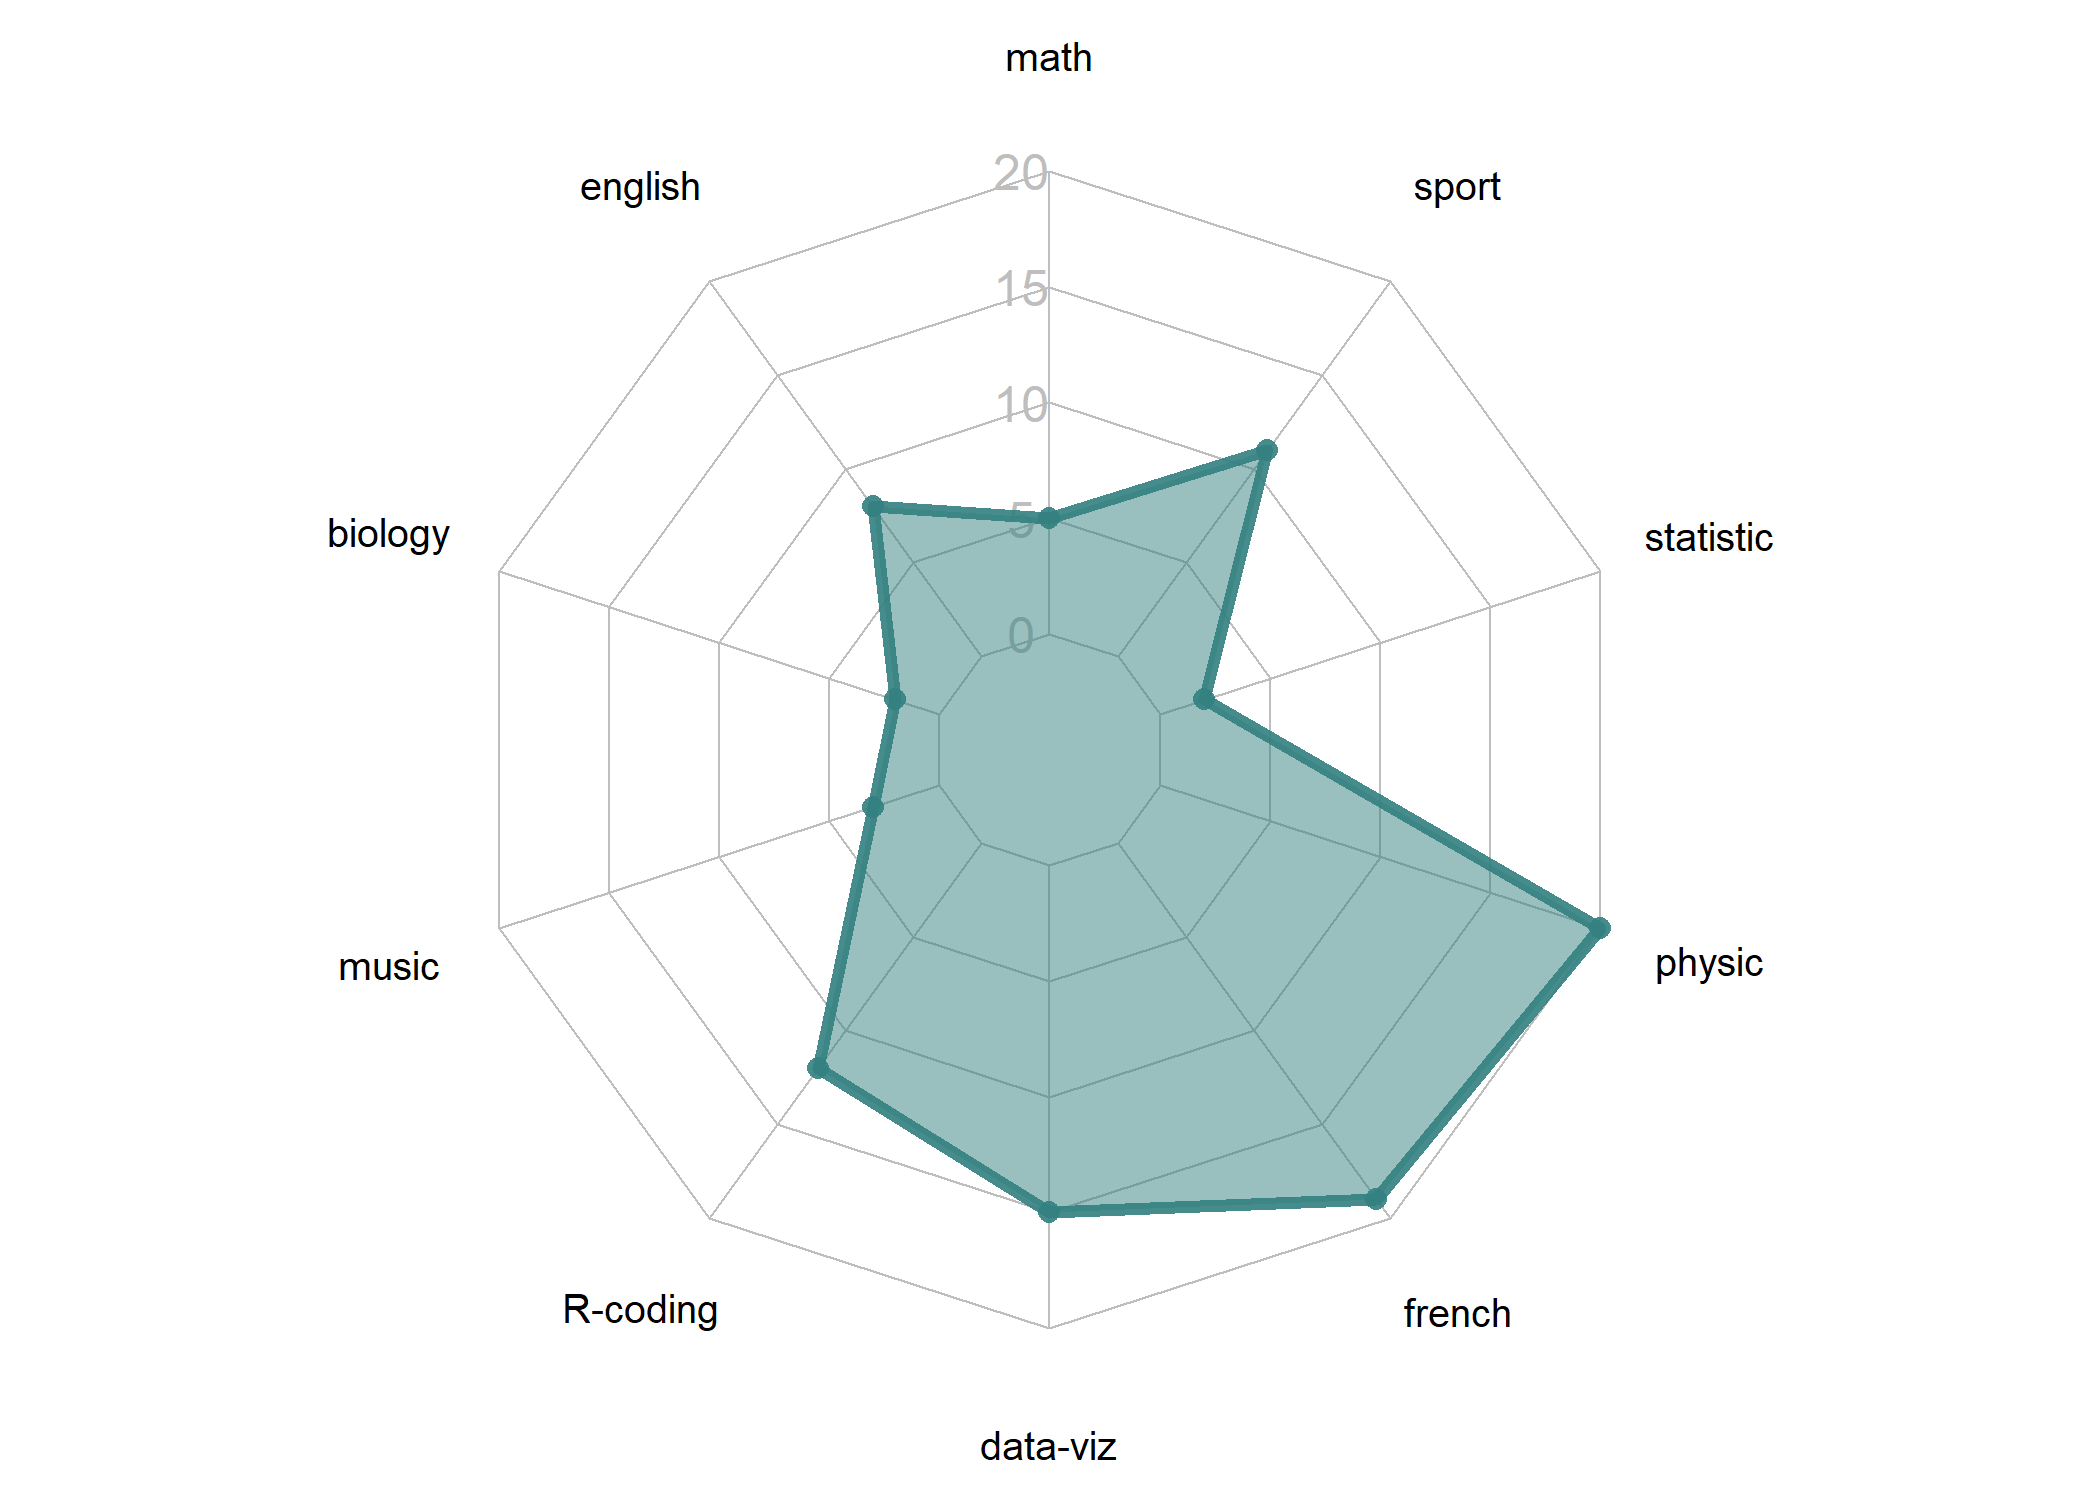 math
20
english
sport
15
10
5
biology
statistic
0
music
physic
R-coding
french
data-viz